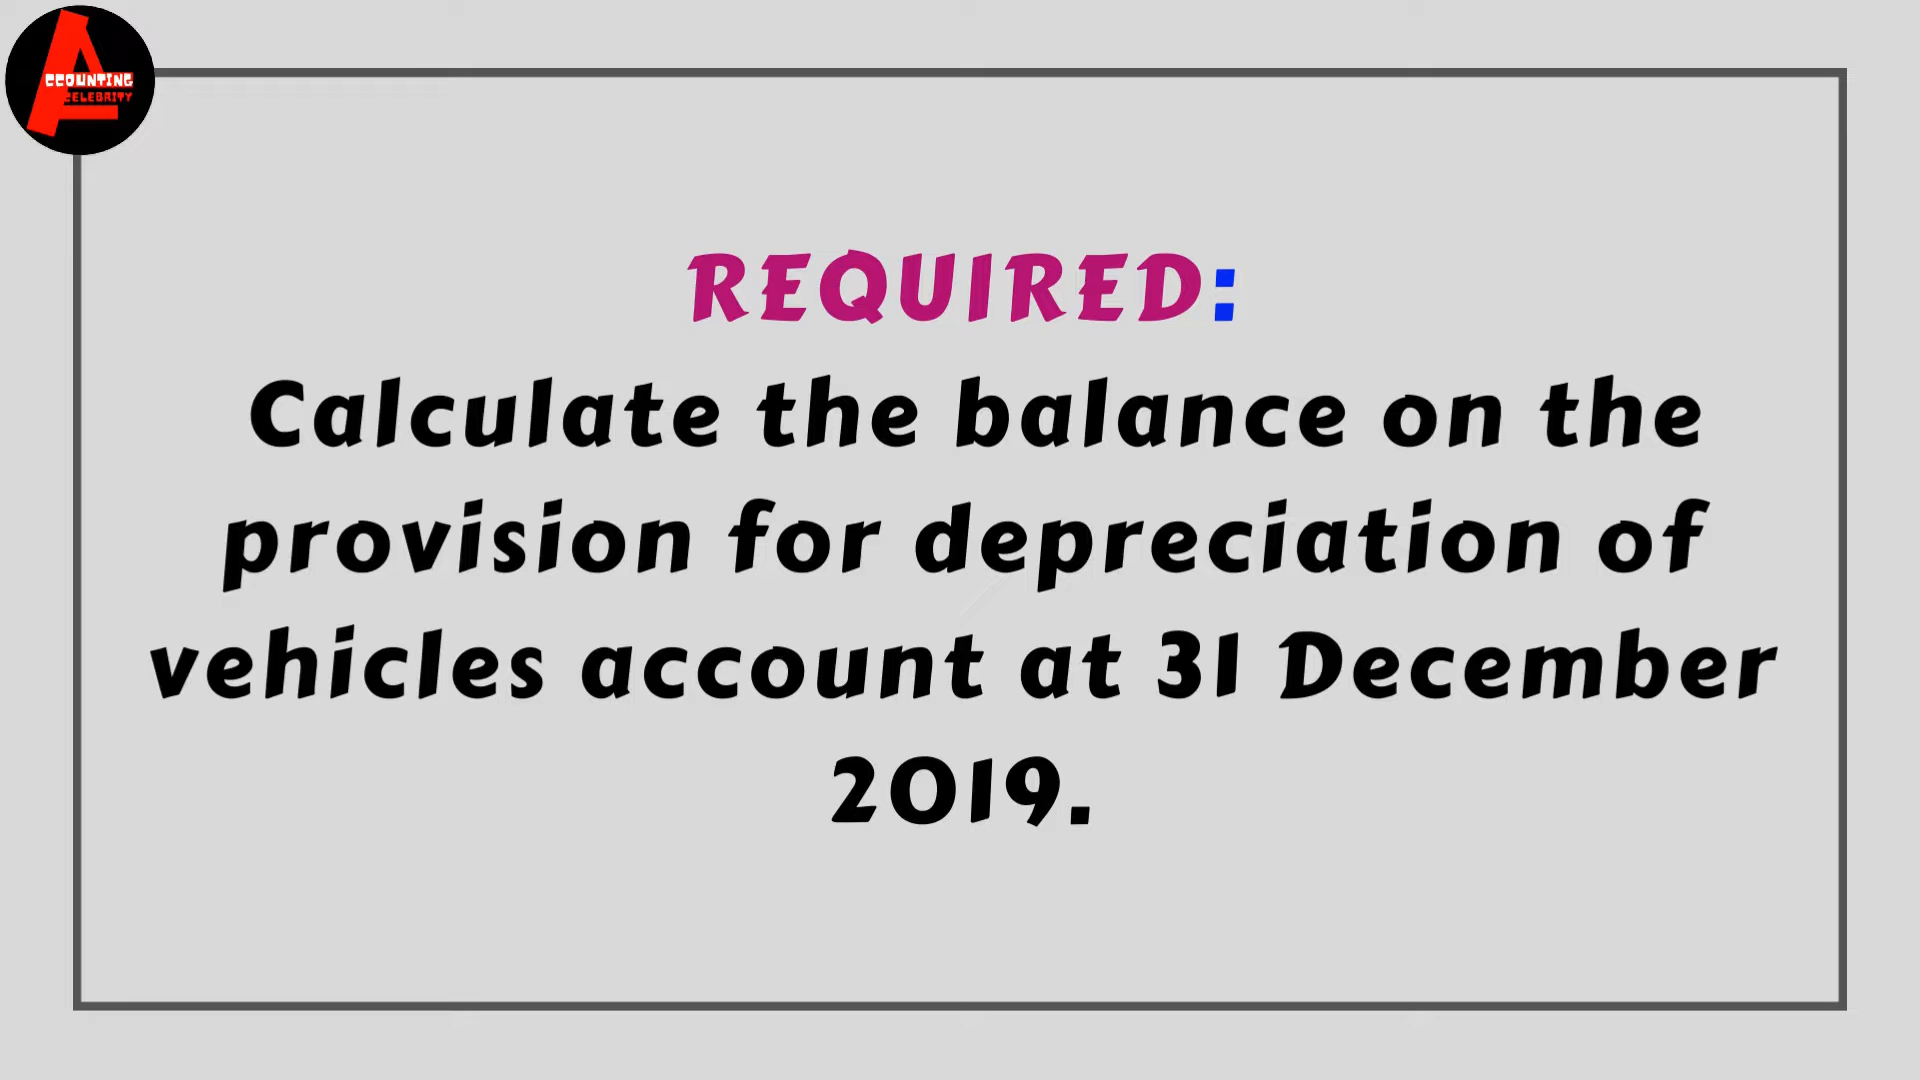 ACCOUNTING
CELEBRITY
REQUIRED:
Calculate the balance on the
provision for depreciation of
vehicles account at 31 December
2019.